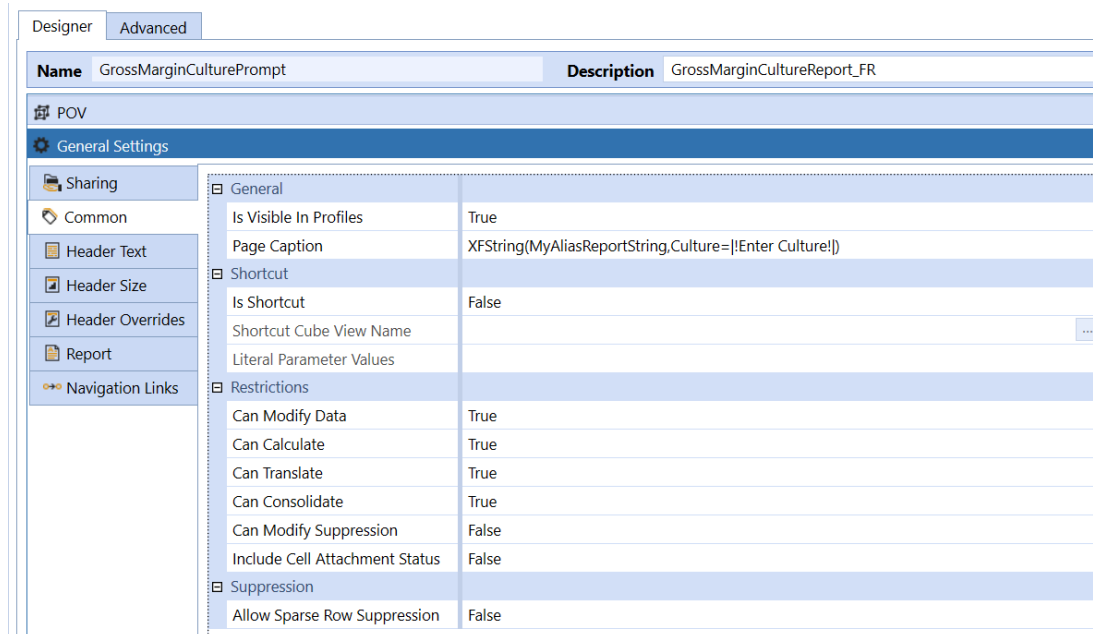 Designer Advanced
Name GrossMarginCulturePrompt Description GrossMarginCultureReport_FR
POV
General Settings
Sharing
Common
Header Text
Header Size
Header Overrides
Report
Navigation Links
General
Is Visible In Profiles True
Page Caption XFString(MyAliasReportString,Culture=|!Enter Culture!|)
Shortcut
Is Shortcut False
Shortcut Cube View Name ...
Literal Parameter Values
Restrictions
Can Modify Data True
Can Calculate True
Can Translate True
Can Consolidate True
Can Modify Suppression False
Include Cell Attachment Status False
Suppression
Allow Sparse Row Suppression False